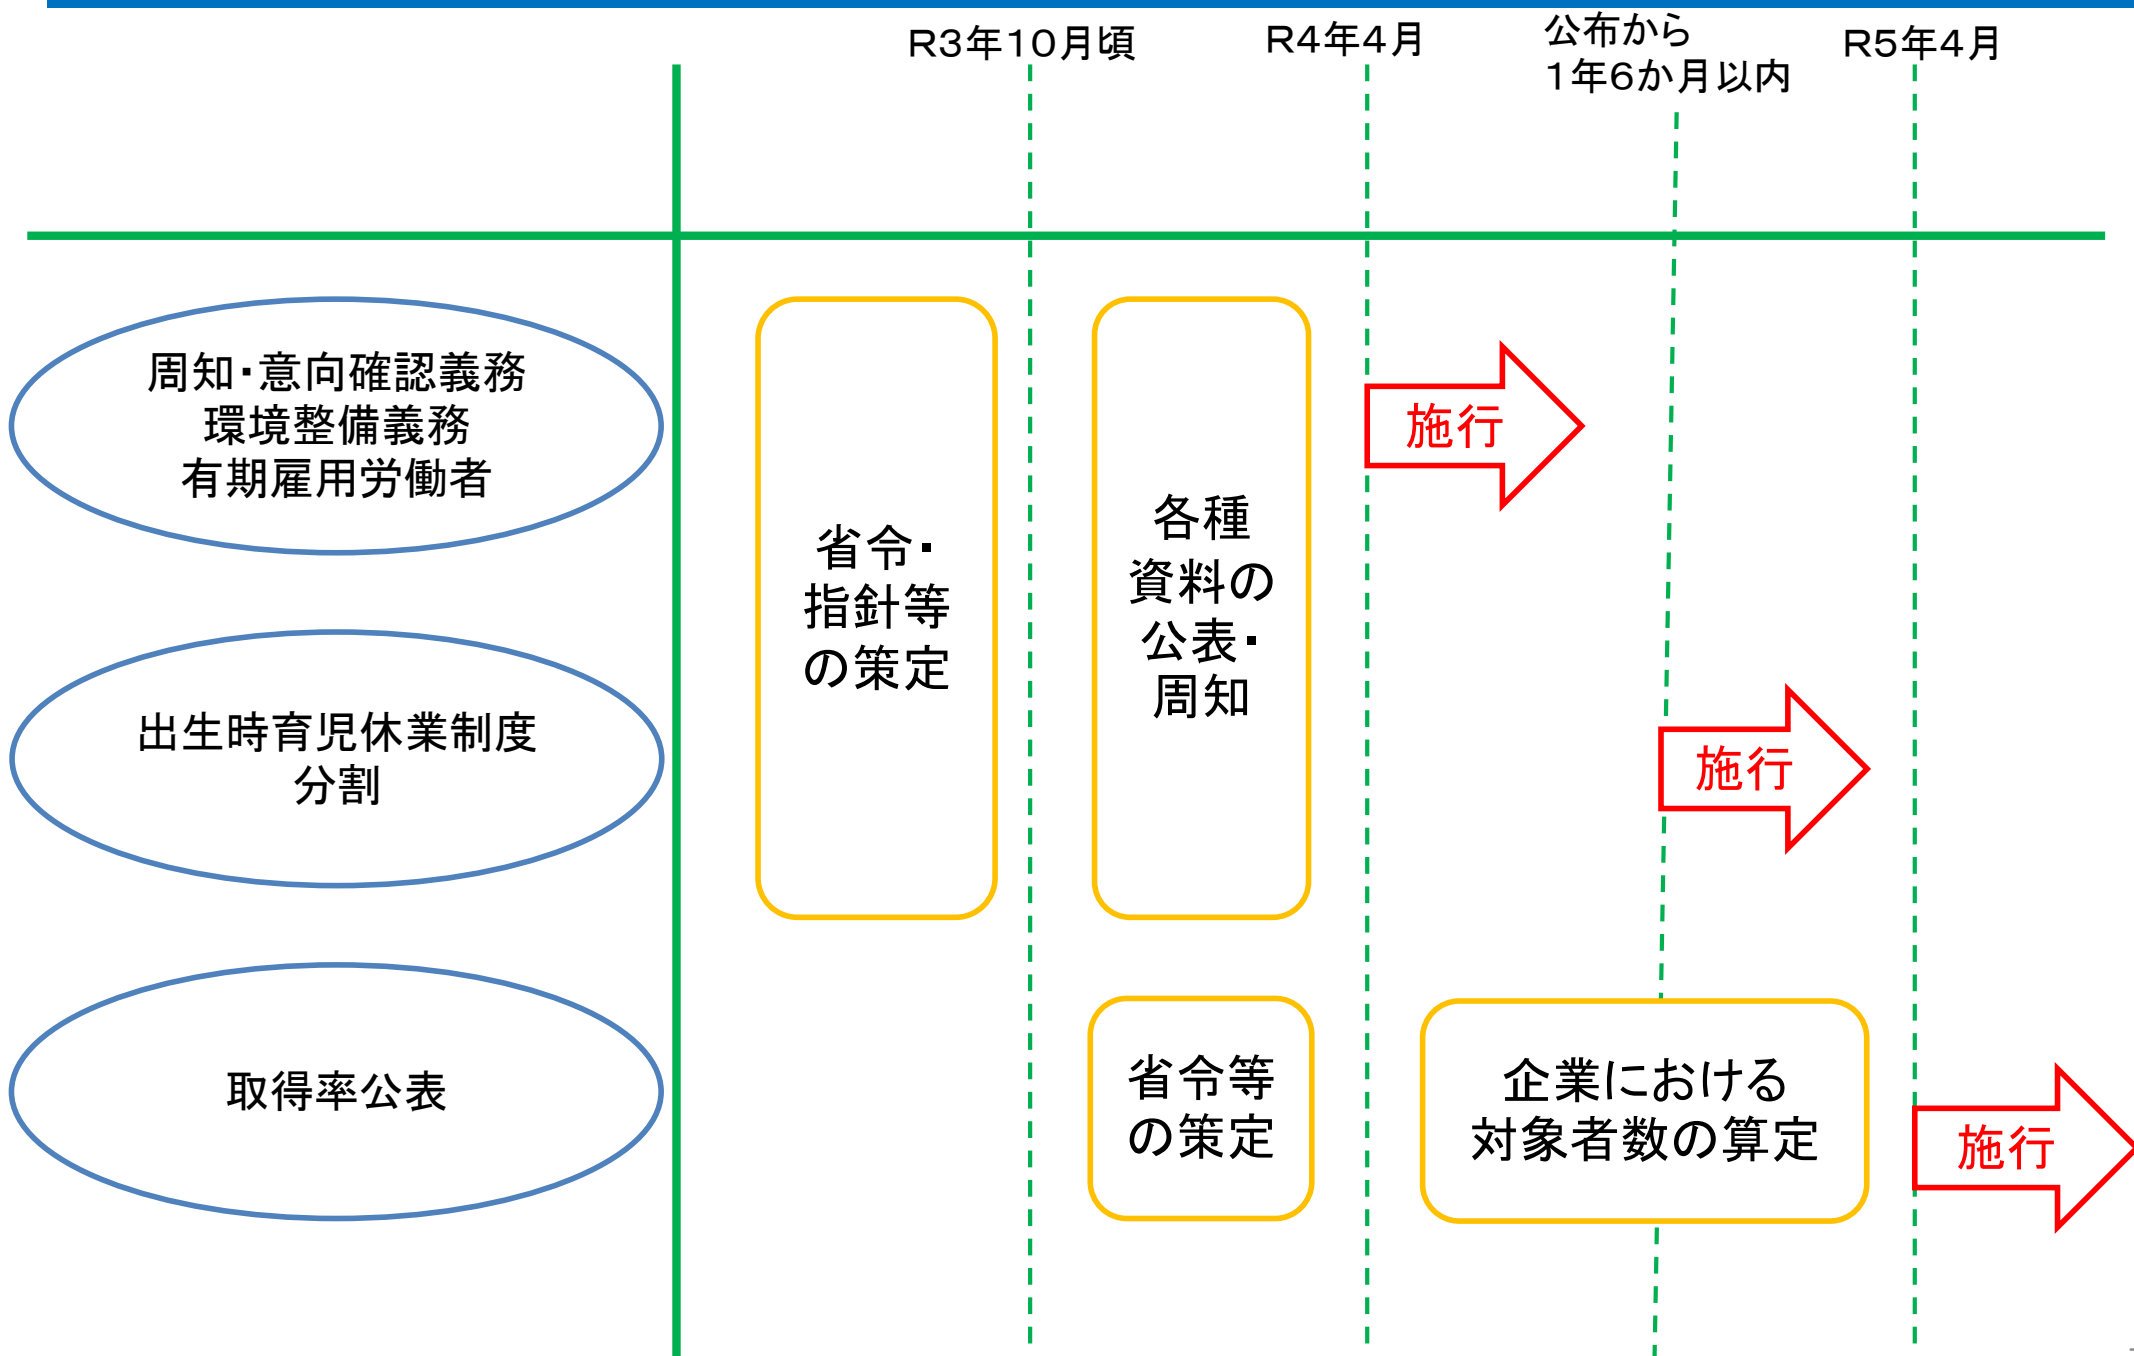 R3年10月頃
R4年4月
公布から
1年6か月以内
R5年4月
周知・意向確認義務
環境整備義務
有期雇用労働者
省令・
指針等
の策定
各種
資料の
公表・
周知
施行
出生時育児休業制度
分割
施行
取得率公表
省令等
の策定
企業における
対象者数の算定
施行